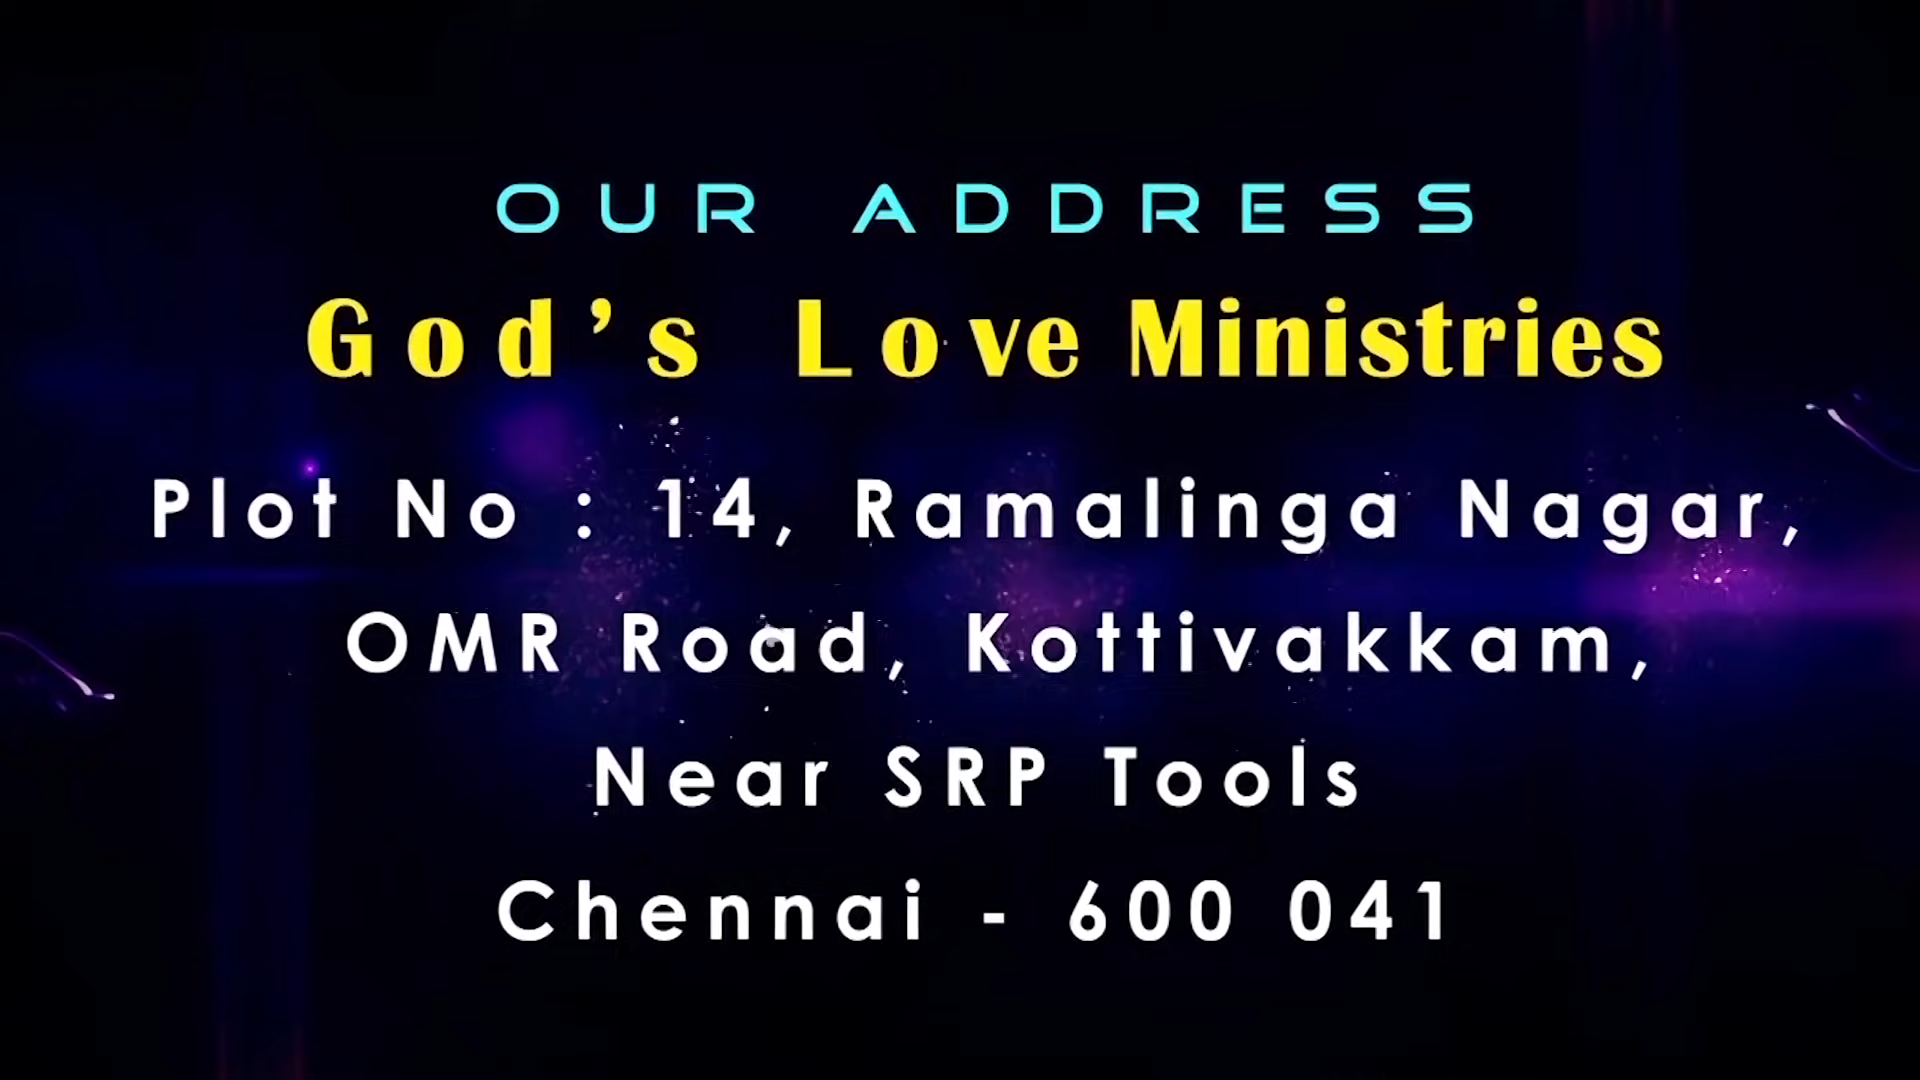 OUR ADDRESS
God’s Love Ministries
Plot No : 14, Ramalinga Nagar,
OMR Road, Kottivakkam,
Near SRP Tools
Chennai - 600 041